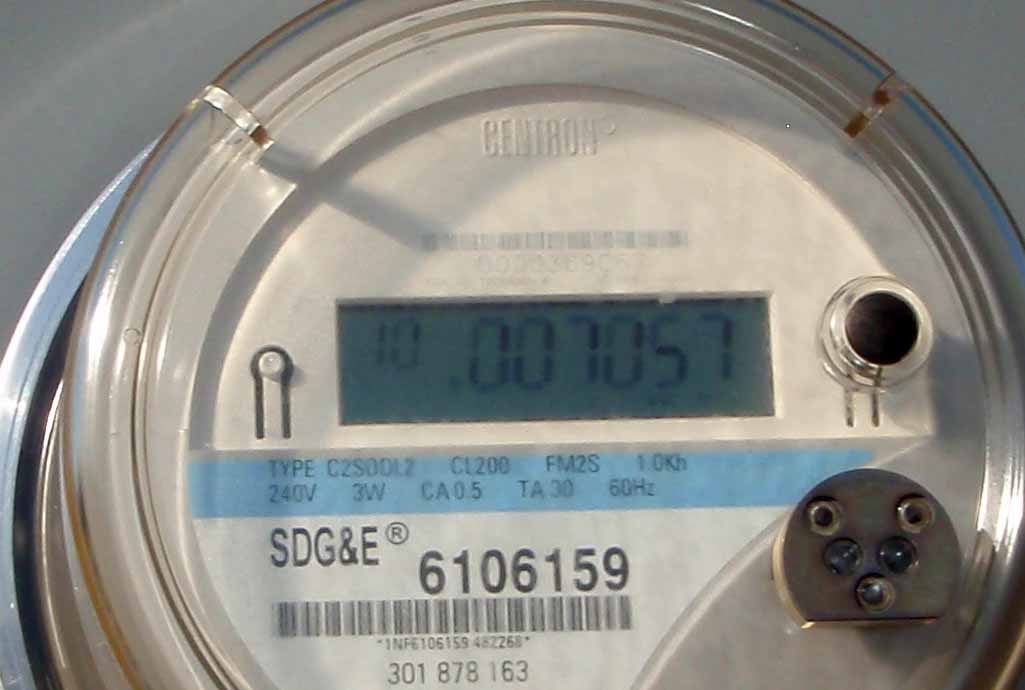 CENTRON®
10 .007057
TYPE C2SODL2 CL200 FM2S 1.0Kh
240V 3W CA 0.5 TA 30 60Hz
SDG&E® 6106159
*1NF6106159 482268*
301 878 163